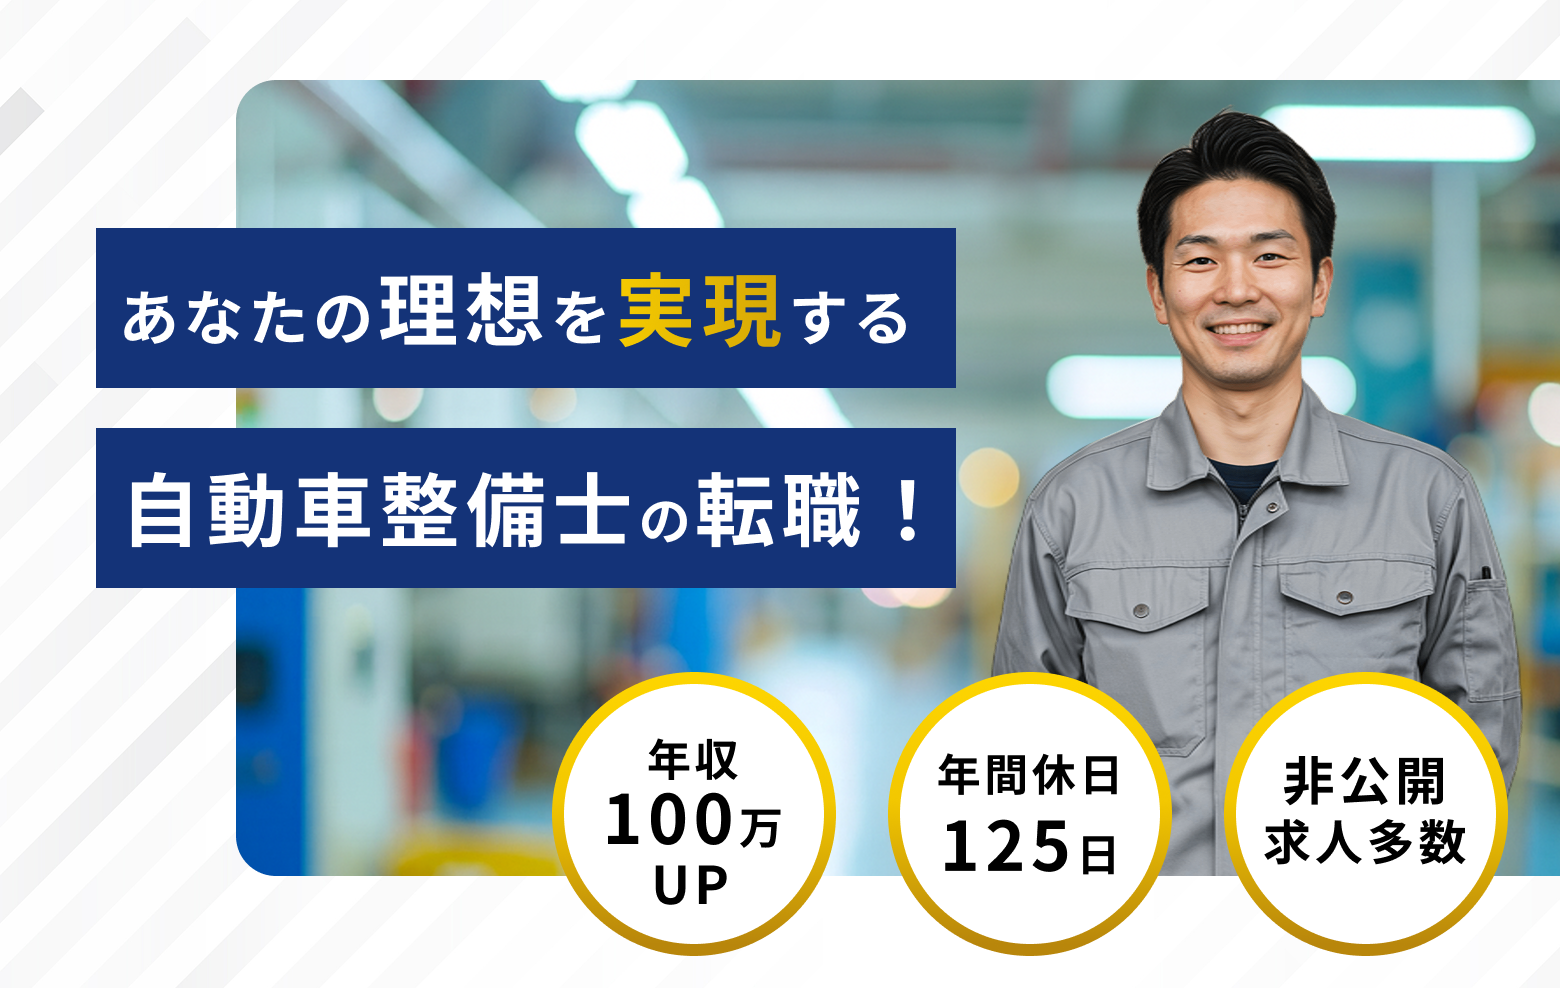 あなたの理想を実現する
自動車整備士の転職！
年収
100万
UP
年間休日
125日
非公開
求人多数